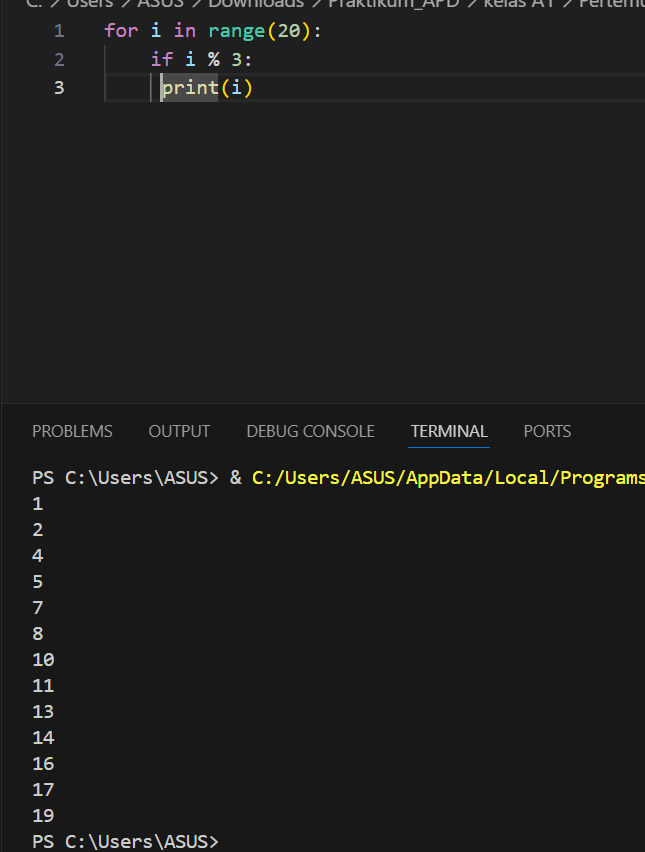 C: > Users > ASUS > Downloads > Praktikum_APD > kelas A1 >
1 for i in range(20):
2     if i % 3:
3      print(i)
PROBLEMS OUTPUT DEBUG CONSOLE TERMINAL PORTS
PS C:\Users\ASUS> & C:/Users/ASUS/AppData/Local/Programs
1
2
4
5
7
8
10
11
13
14
16
17
19
PS C:\Users\ASUS>